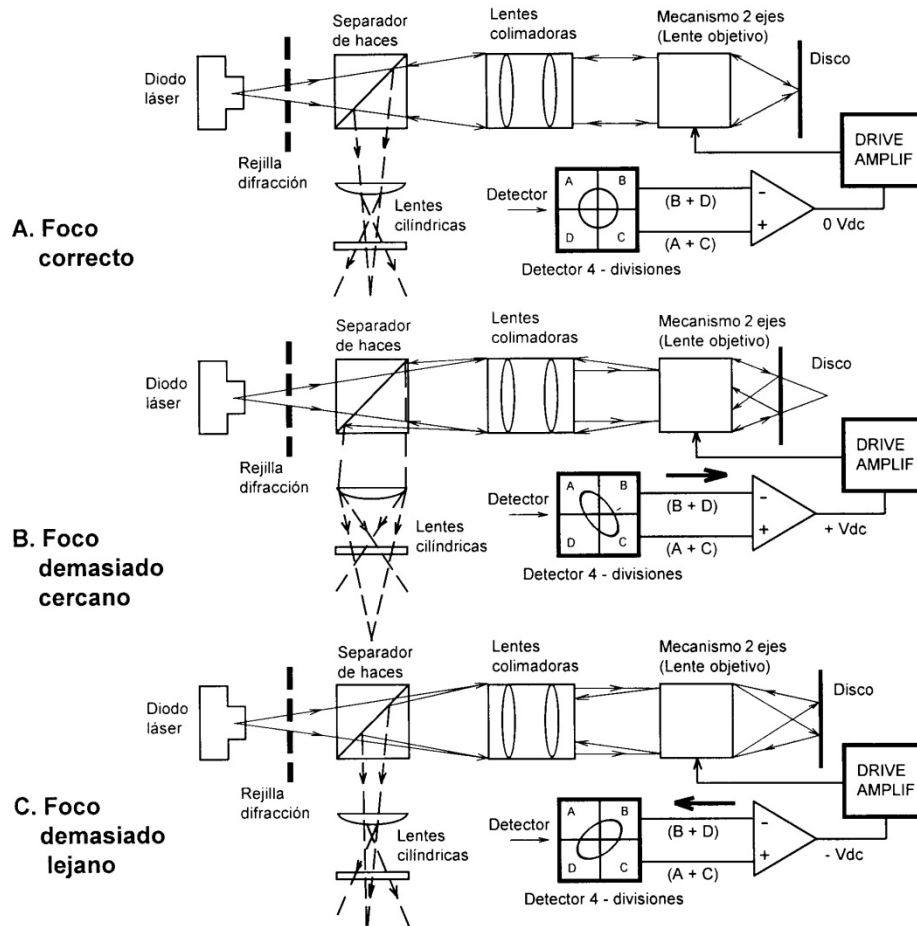 Separador
de haces
Lentes
colimadoras
Mecanismo 2 ejes
(Lente objetivo)
Disco
Diodo
láser
Rejilla
difracción
Lentes
cilíndricas
Detector
A B
D C
(B + D)
(A + C)
-
+
0 Vdc
DRIVE
AMPLIF
Detector 4 - divisiones
A. Foco
correcto
Separador
de haces
Lentes
colimadoras
Mecanismo 2 ejes
(Lente objetivo)
Disco
Diodo
láser
Rejilla
difracción
Lentes
cilíndricas
Detector
A B
D C
(B + D)
(A + C)
-
+
+ Vdc
DRIVE
AMPLIF
Detector 4 - divisiones
B. Foco
demasiado
cercano
Separador
de haces
Lentes
colimadoras
Mecanismo 2 ejes
(Lente objetivo)
Disco
Diodo
láser
Rejilla
difracción
Lentes
cilíndricas
Detector
A B
D C
(B + D)
(A + C)
-
+
- Vdc
DRIVE
AMPLIF
Detector 4 - divisiones
C. Foco
demasiado
lejano